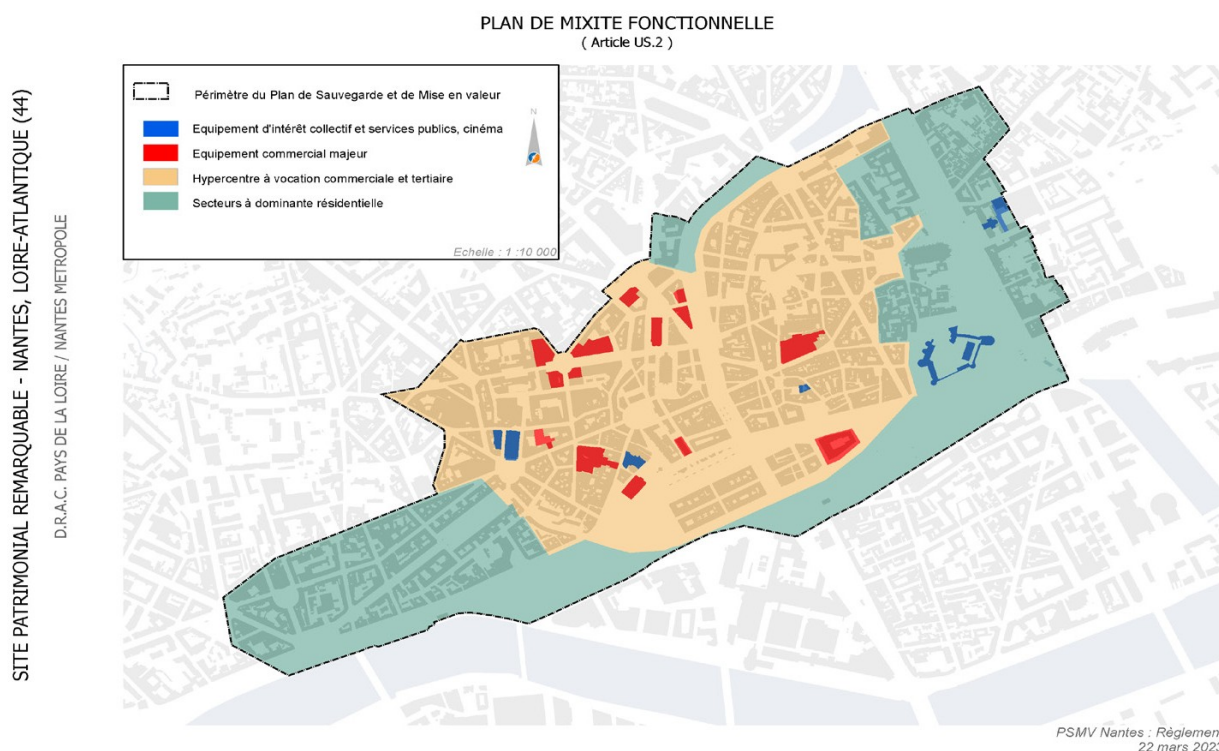 PLAN DE MIXITE FONCTIONNELLE
( Article US.2 )
SITE PATRIMONIAL REMARQUABLE - NANTES, LOIRE-ATLANTIQUE (44)
D.R.A.C. PAYS DE LA LOIRE / NANTES METROPOLE
Périmètre du Plan de Sauvegarde et de Mise en valeur
N
Equipement d'intérêt collectif et services publics, cinéma
Equipement commercial majeur
Hypercentre à vocation commerciale et tertiaire
Secteurs à dominante résidentielle
Echelle : 1 :10 000
PSMV Nantes : Règlemen
22 mars 202